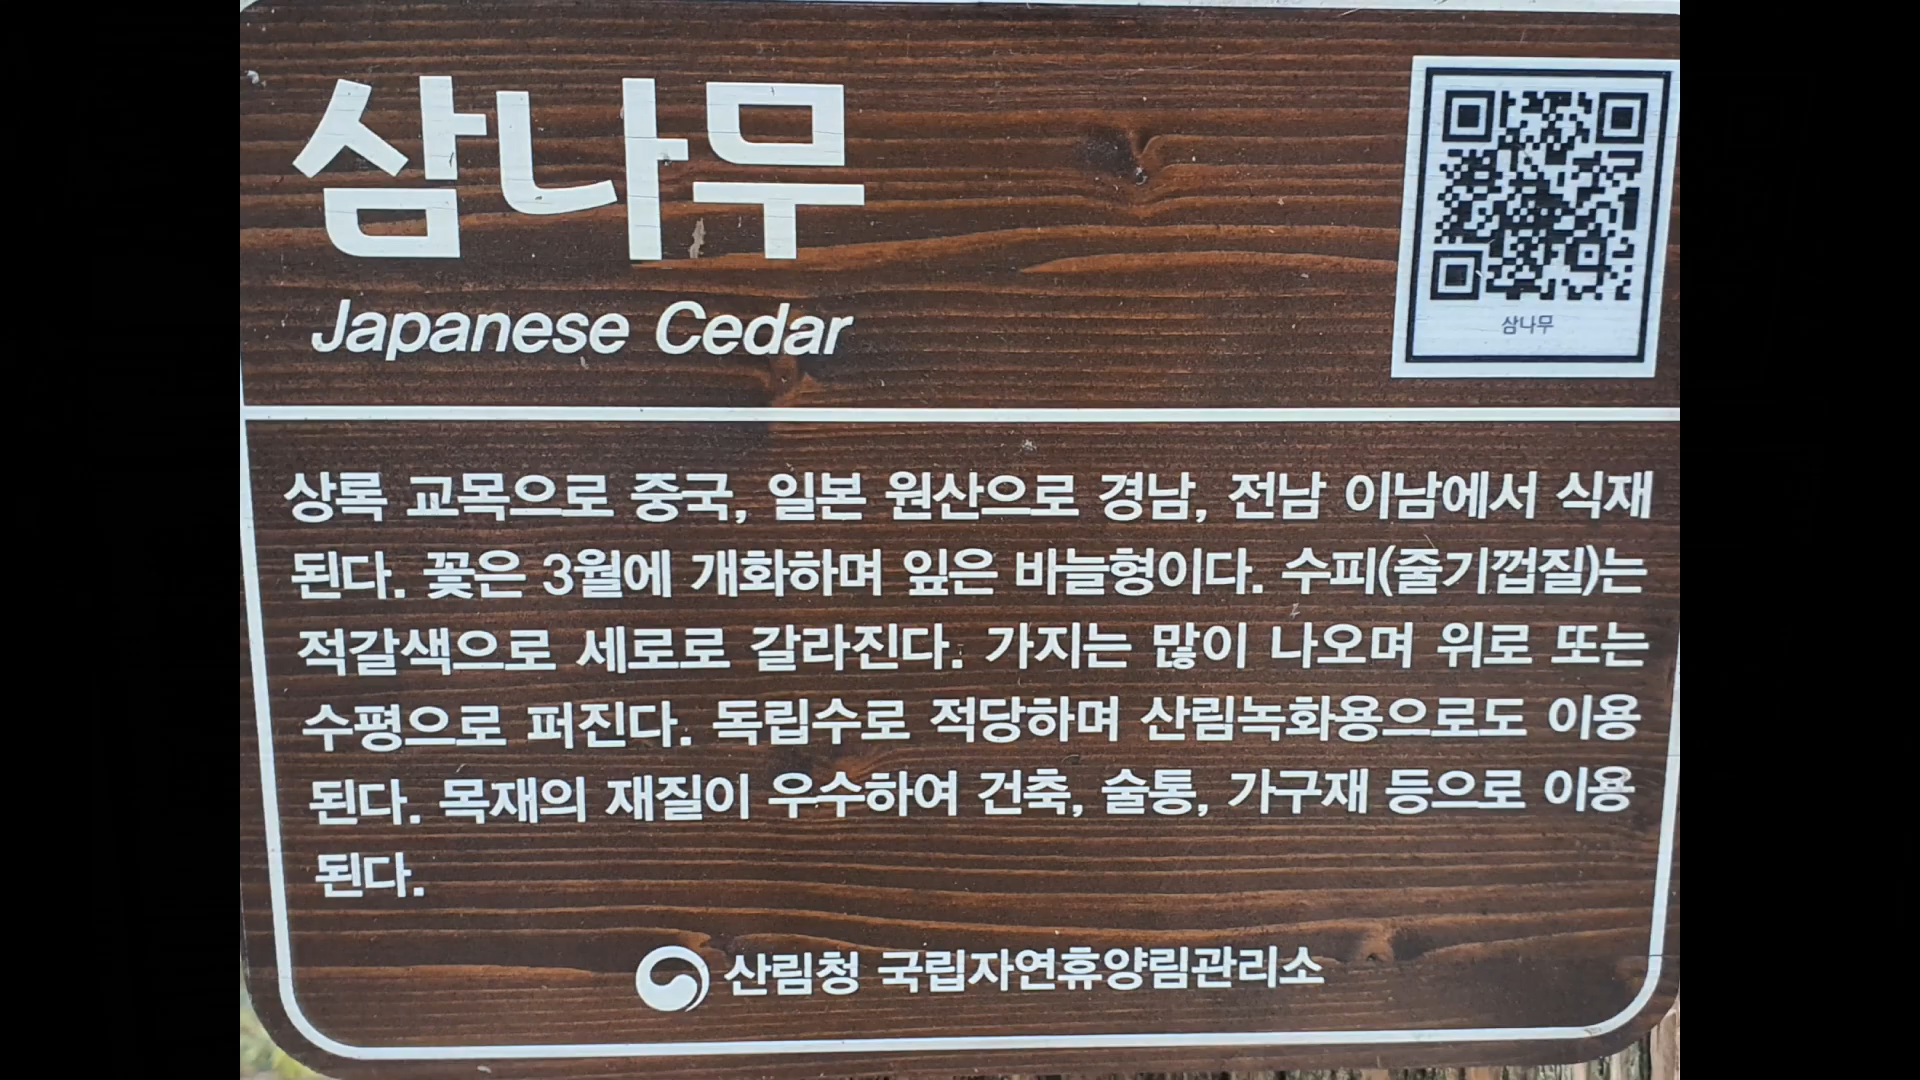 삼나무
Japanese Cedar
삼나무
상록 교목으로 중국, 일본 원산으로 경남, 전남 이남에서 식재
된다. 꽃은 3월에 개화하며 잎은 바늘형이다. 수피(줄기껍질)는
적갈색으로 세로로 갈라진다. 가지는 많이 나오며 위로 또는
수평으로 퍼진다. 독립수로 적당하며 산림녹화용으로도 이용
된다. 목재의 재질이 우수하여 건축, 술통, 가구재 등으로 이용
된다.
산림청 국립자연휴양림관리소